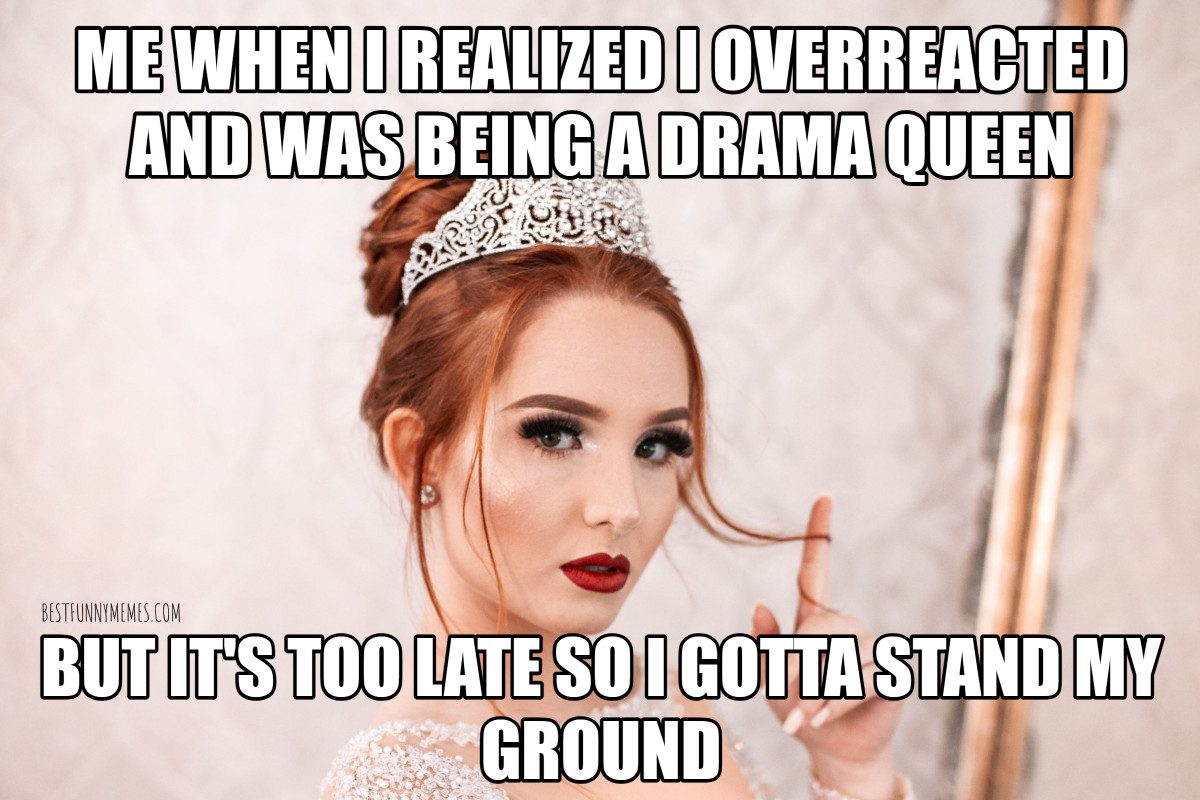 ME WHEN I REALIZED I OVERREACTED
AND WAS BEING A DRAMA QUEEN
BESTFUNNYMEMES.COM
BUT IT'S TOO LATE SO I GOTTA STAND MY
GROUND